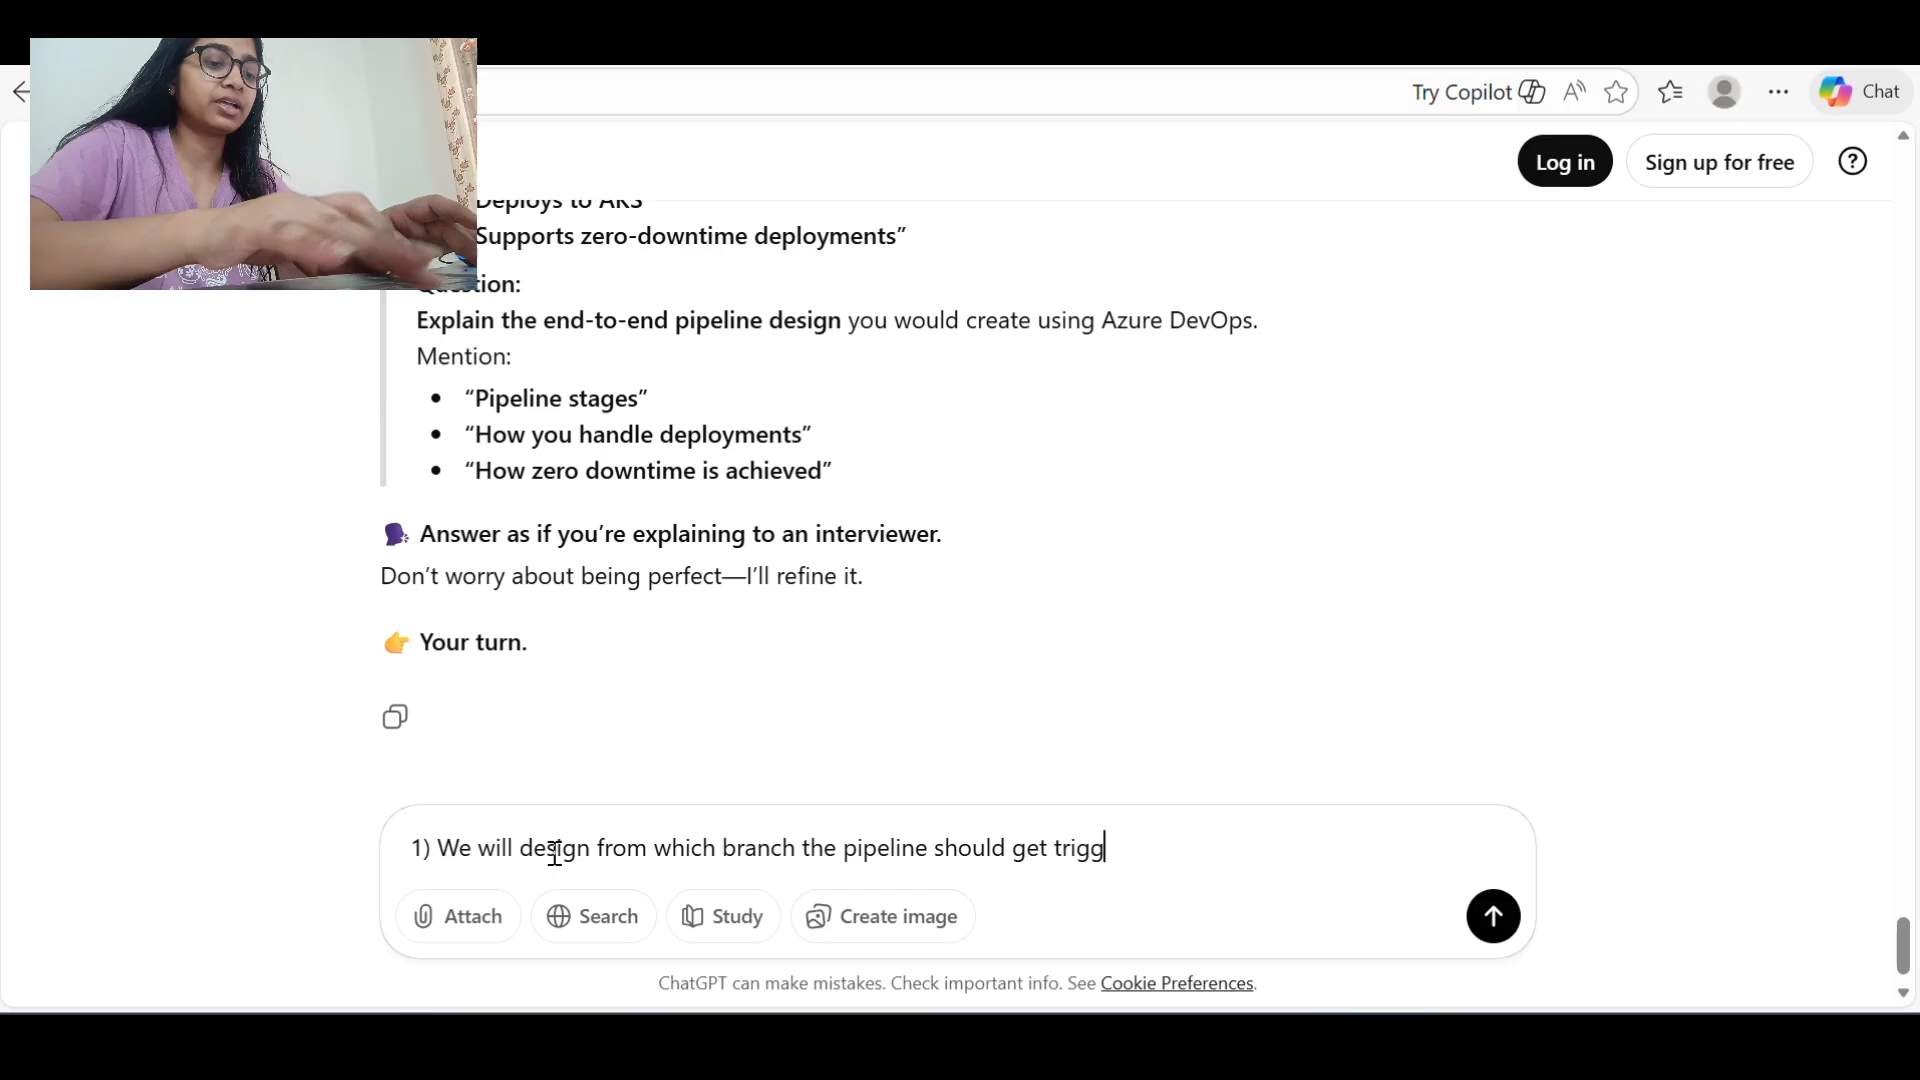 Try Copilot
Chat
Log in
Sign up for free
Deploys to AKS
Supports zero-downtime deployments”
Question:
Explain the end-to-end pipeline design you would create using Azure DevOps.
Mention:
• “Pipeline stages”
• “How you handle deployments”
• “How zero downtime is achieved”
Answer as if you’re explaining to an interviewer.
Don’t worry about being perfect—I’ll refine it.
Your turn.
1) We will design from which branch the pipeline should get trigg
Attach
Search
Study
Create image
ChatGPT can make mistakes. Check important info. See Cookie Preferences.